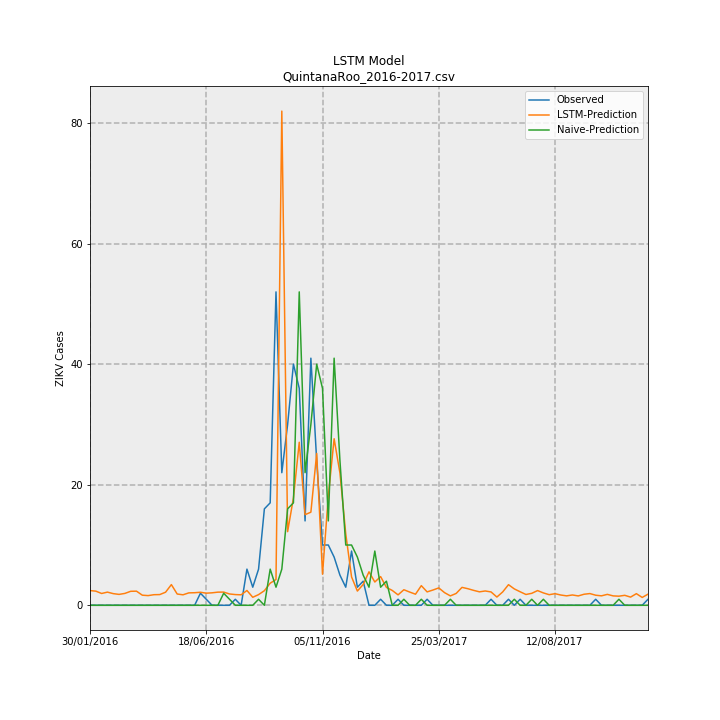 LSTM Model
QuintanaRoo_2016-2017.csv
Observed
LSTM-Prediction
Naive-Prediction
80
60
40
20
0
ZIKV Cases
30/01/2016
18/06/2016
05/11/2016
25/03/2017
12/08/2017
Date